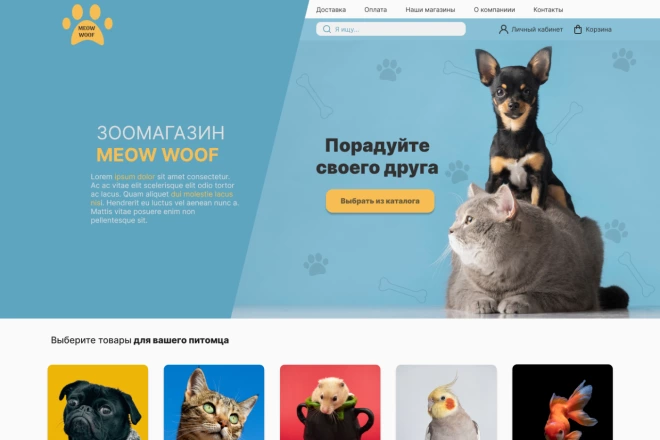 MEOW
WOOF
Доставка Оплата Наши магазины О компаниии Контакты
Я ищу...
Личный кабинет Корзина
ЗООМАГАЗИН
MEOW WOOF
Lorem ipsum dolor sit amet consectetur.
Ac ac vitae elit scelerisque elit odio tortor
ac lacus. Quam aliquet dui molestie lacus
nisl. Hendrerit eu luctus vel aenean nunc a.
Mattis vitae posuere enim non
pellentesque sit.
Порадуйте
своего друга
Выбрать из каталога
Выберите товары для вашего питомца